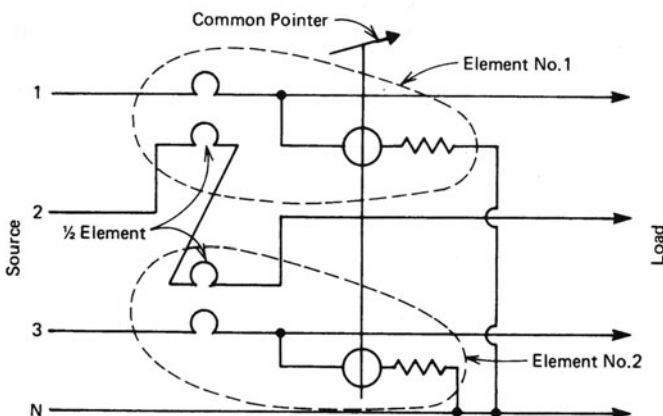 Common Pointer
Element No.1
1
2
½ Element
Source
Load
3
Element No.2
N